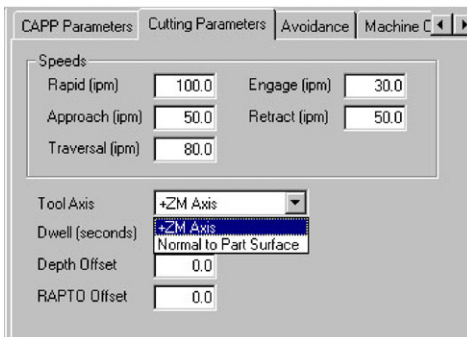 CAPP Parameters Cutting Parameters Avoidance Machine C
Speeds
Rapid (ipm) 100.0 Engage (ipm) 30.0
Approach (ipm) 50.0 Retract (ipm) 50.0
Traversal (ipm) 80.0
Tool Axis +ZM Axis
Dwell (seconds) +ZM Axis
Normal to Part Surface
Depth Offset 0.0
RAPTO Offset 0.0